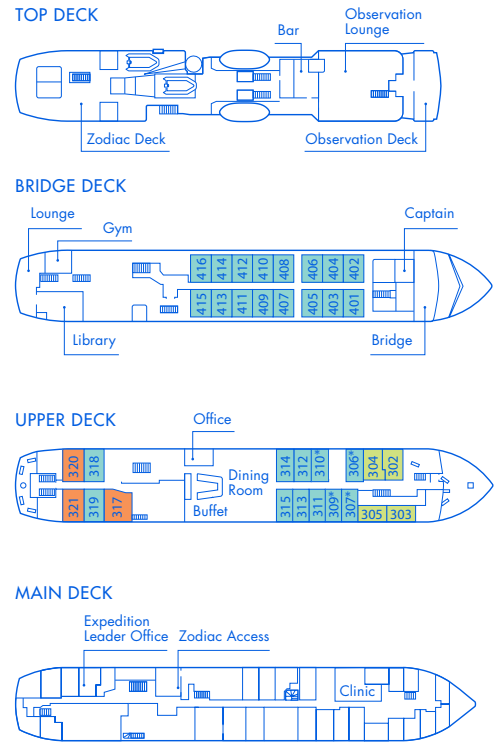 TOP DECK
Observation
Lounge
Bar
Zodiac Deck
Observation Deck
BRIDGE DECK
Lounge
Captain
Gym
416 414 412 410 408 406 404 402
415 413 411 409 407 405 403 401
Library
Bridge
UPPER DECK
Office
320 318 314 312 310* 306* 304 302
Dining
Room
Buffet
321 319 317 315 313 311 309* 307* 305 303
MAIN DECK
Expedition
Leader Office
Zodiac Access
Clinic